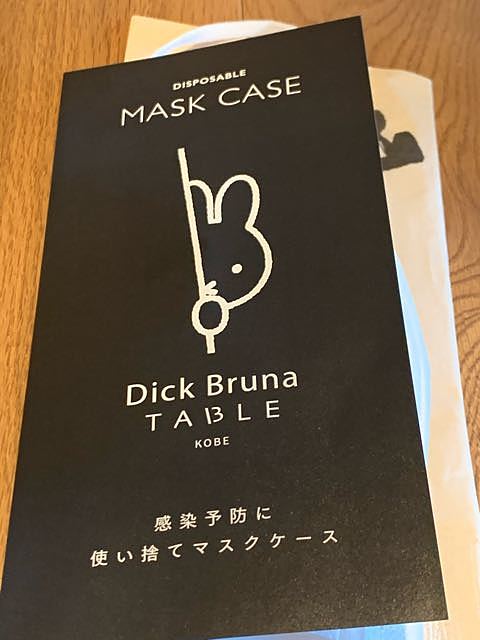 DISPOSABLE
MASK CASE
Dick Bruna
TABLE
KOBE
感染予防に
使い捨てマスクケース